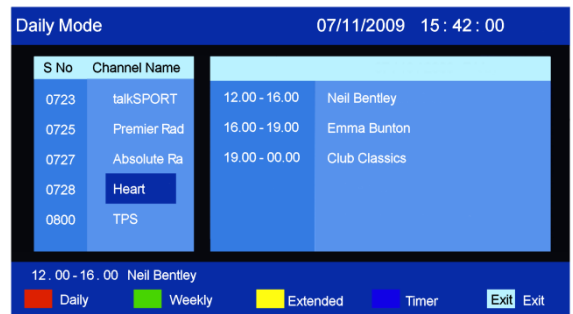 Daily Mode 07/11/2009 15:42:00
S No Channel Name
0723 talkSPORT 12.00-16.00 Neil Bentley
0725 Premier Rad 16.00-19.00 Emma Bunton
0727 Absolute Ra 19.00-00.00 Club Classics
0728 Heart
0800 TPS
12.00-16.00 Neil Bentley
Daily Weekly Extended Timer Exit Exit